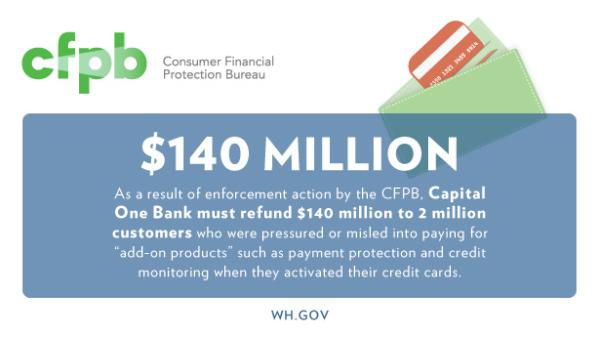 cfpb
Consumer Financial
Protection Bureau
$140 MILLION
As a result of enforcement action by the CFPB, Capital
One Bank must refund $140 million to 2 million
customers who were pressured or misled into paying for
"add-on products" such as payment protection and credit
monitoring when they activated their credit cards.
WH.GOV